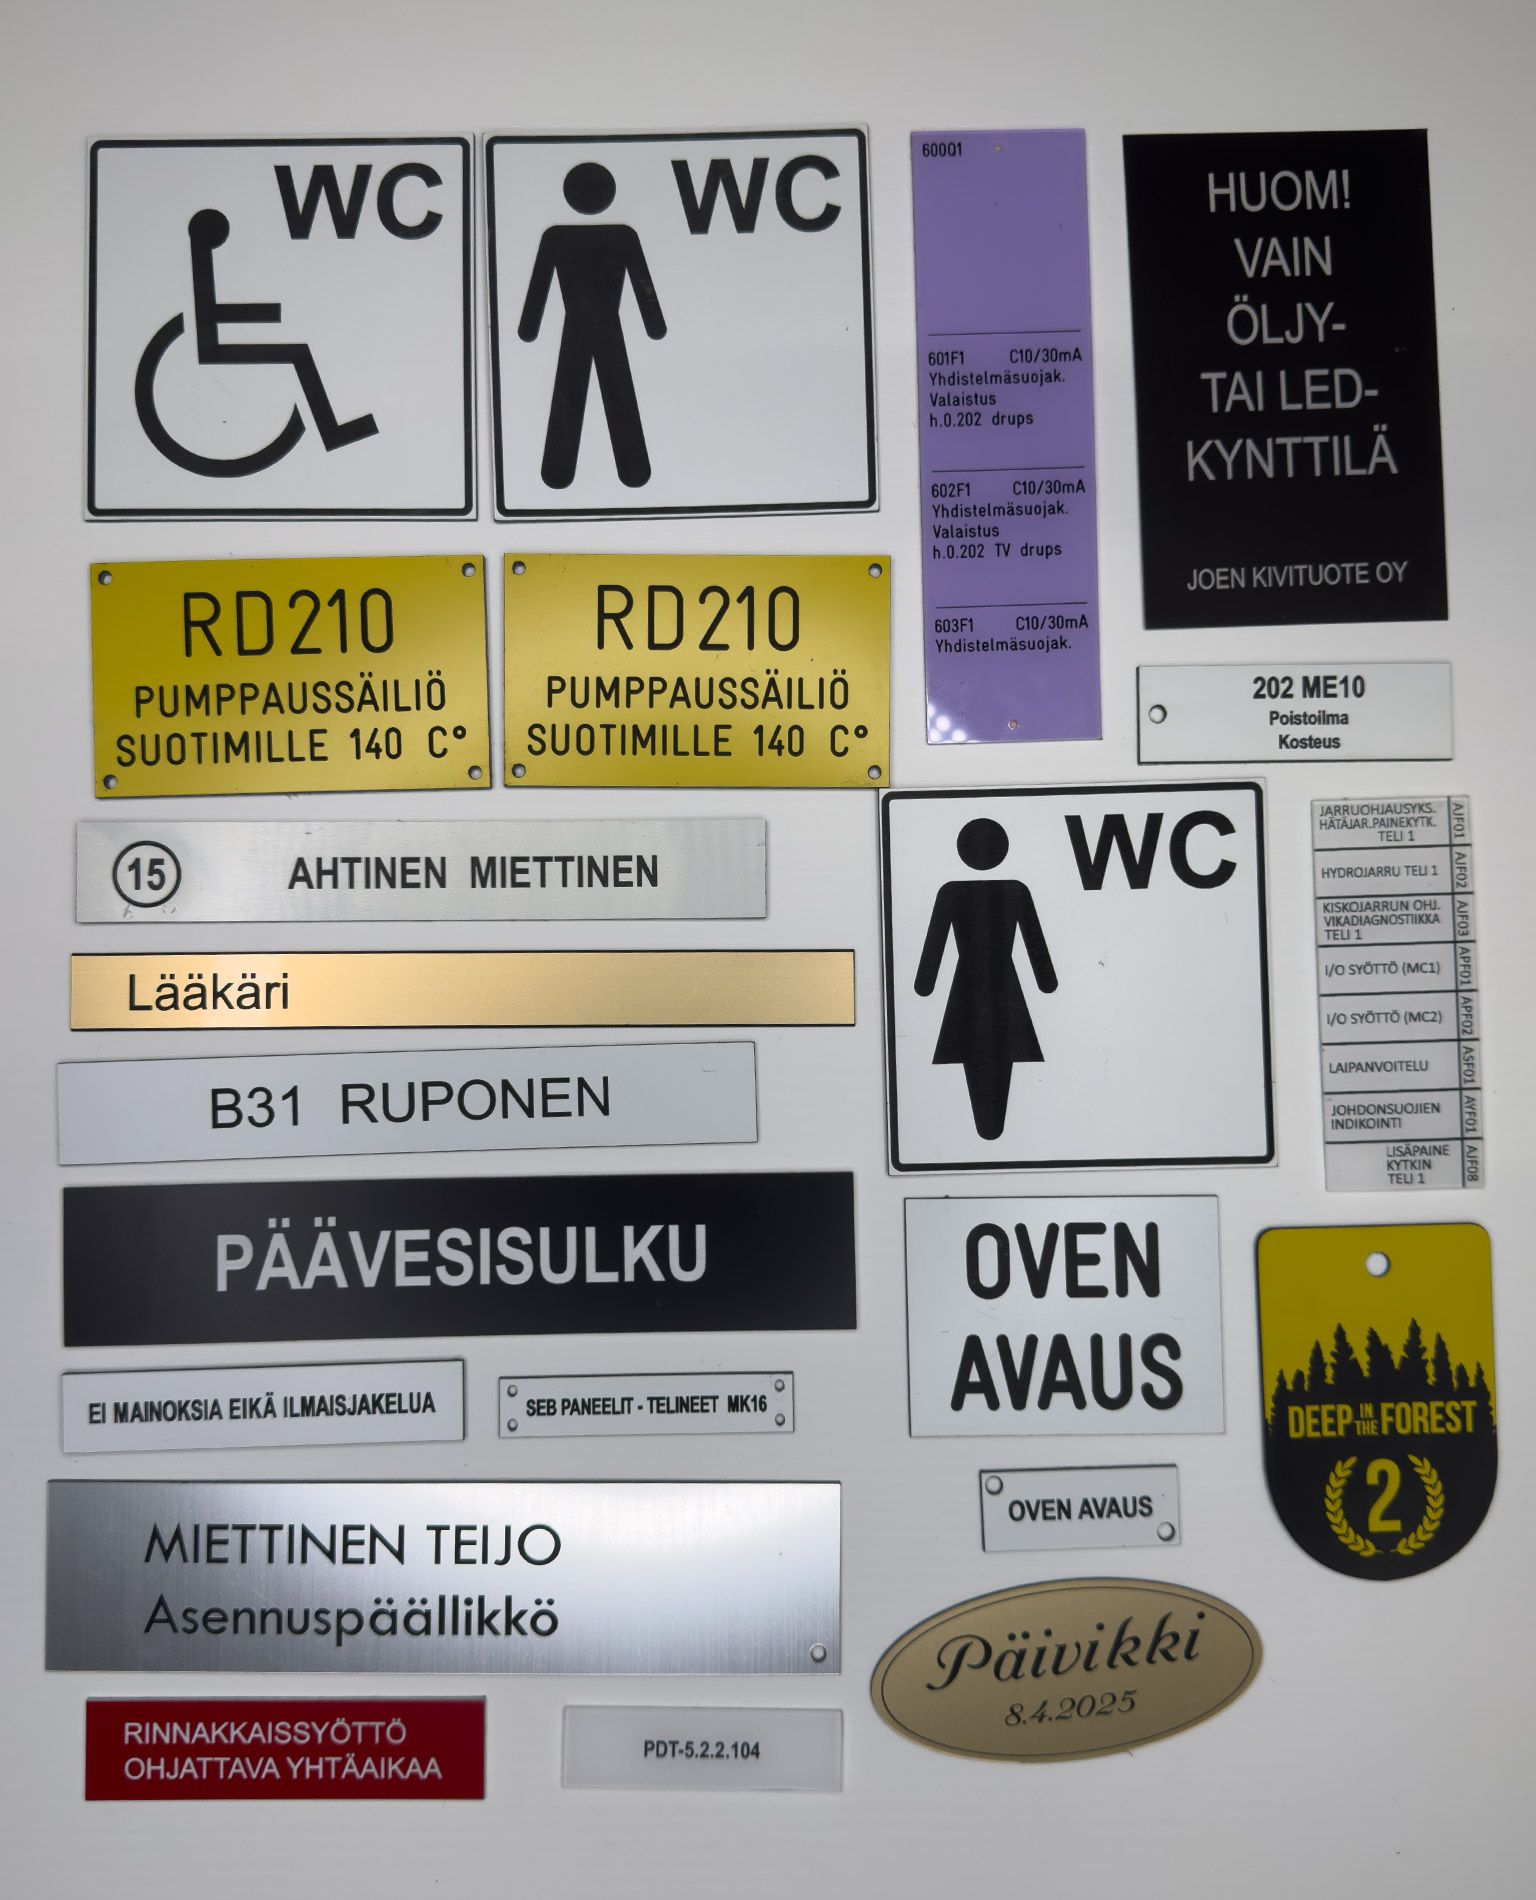 WC
WC
600Q1
601F1 C10/30mA
Yhdistelmäsuojak.
Valaistus
h.0.202 drups
602F1 C10/30mA
Yhdistelmäsuojak.
Valaistus
h.0.202 TV drups
603F1 C10/30mA
Yhdistelmäsuojak.
HUOM!
VAIN
ÖLJY-
TAI LED-
KYNTTILÄ
JOEN KIVITUOTE OY
RD210
PUMPPAUSSÄILIÖ
SUOTIMILLE 140 C°
RD210
PUMPPAUSSÄILIÖ
SUOTIMILLE 140 C°
202 ME10
Poistoilma
Kosteus
15 AHTINEN MIETTINEN
WC
JARRUOHJAUSYKS.
HÄTÄJAR.PAINEKYTK.
TELI 1
AJF01
HYDROJARRU TELI 1
AJF02
KISKOJARRUN OHJ.
VIKADIAGNOSTIIKKA
TELI 1
AJF03
I/O SYÖTTÖ (MC1)
APF01
I/O SYÖTTÖ (MC2)
APF02
LAIPANVOITELU
ASF01
JOHDONSUOJIEN
INDIKOINTI
AYF01
LISÄPAINE
KYTKIN
TELI 1
AJF08
Lääkäri
B31 RUPONEN
PÄÄVESISULKU
OVEN
AVAUS
EI MAINOKSIA EIKÄ ILMAISJAKELUA
SEB PANEELIT - TELINEET MK16
DEEP IN THE FOREST
2
OVEN AVAUS
MIETTINEN TEIJO
Asennuspäällikkö
Päivikki
8.4.2025
RINNAKKAISSYÖTTÖ
OHJATTAVA YHTÄAIKAA
PDT-5.2.2.104